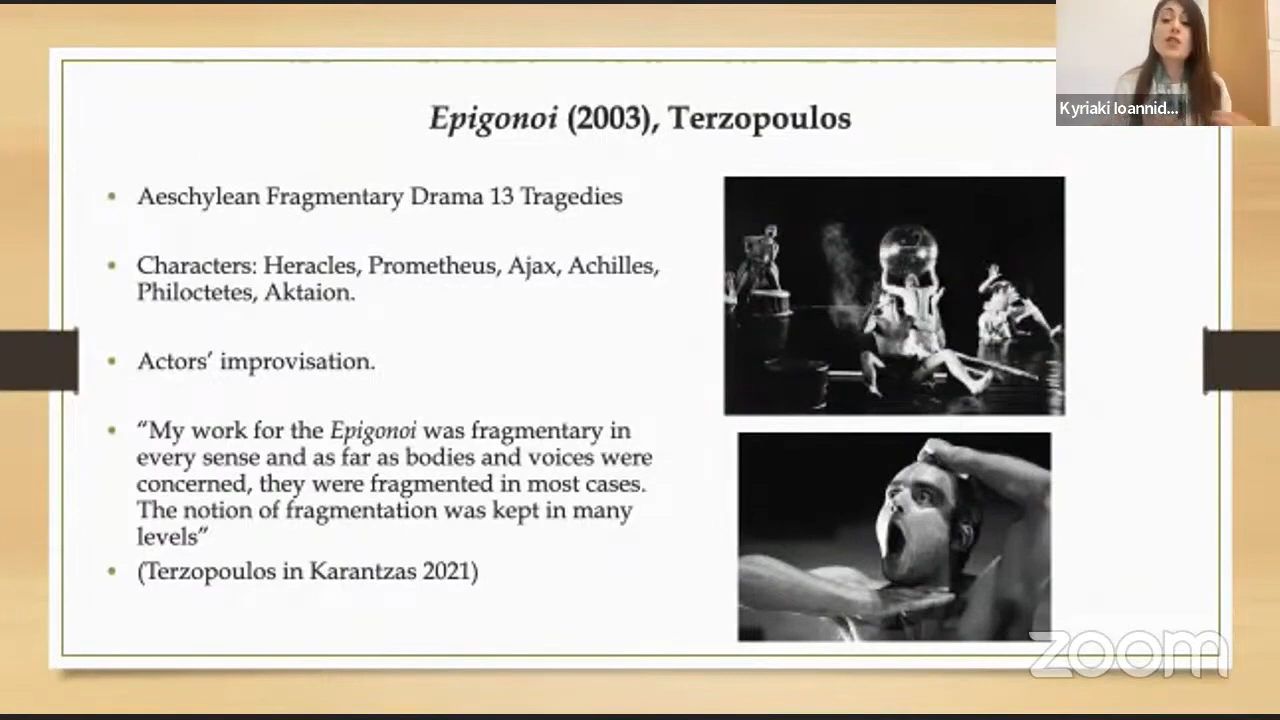 Epigonoi (2003), Terzopoulos
Kyriaki Ioannid...
• Aeschylean Fragmentary Drama 13 Tragedies
• Characters: Heracles, Prometheus, Ajax, Achilles,
Philoctetes, Aktaion.
• Actors’ improvisation.
• “My work for the Epigonoi was fragmentary in
every sense and as far as bodies and voices were
concerned, they were fragmented in most cases.
The notion of fragmentation was kept in many
levels”
• (Terzopoulos in Karantzas 2021)
zoom